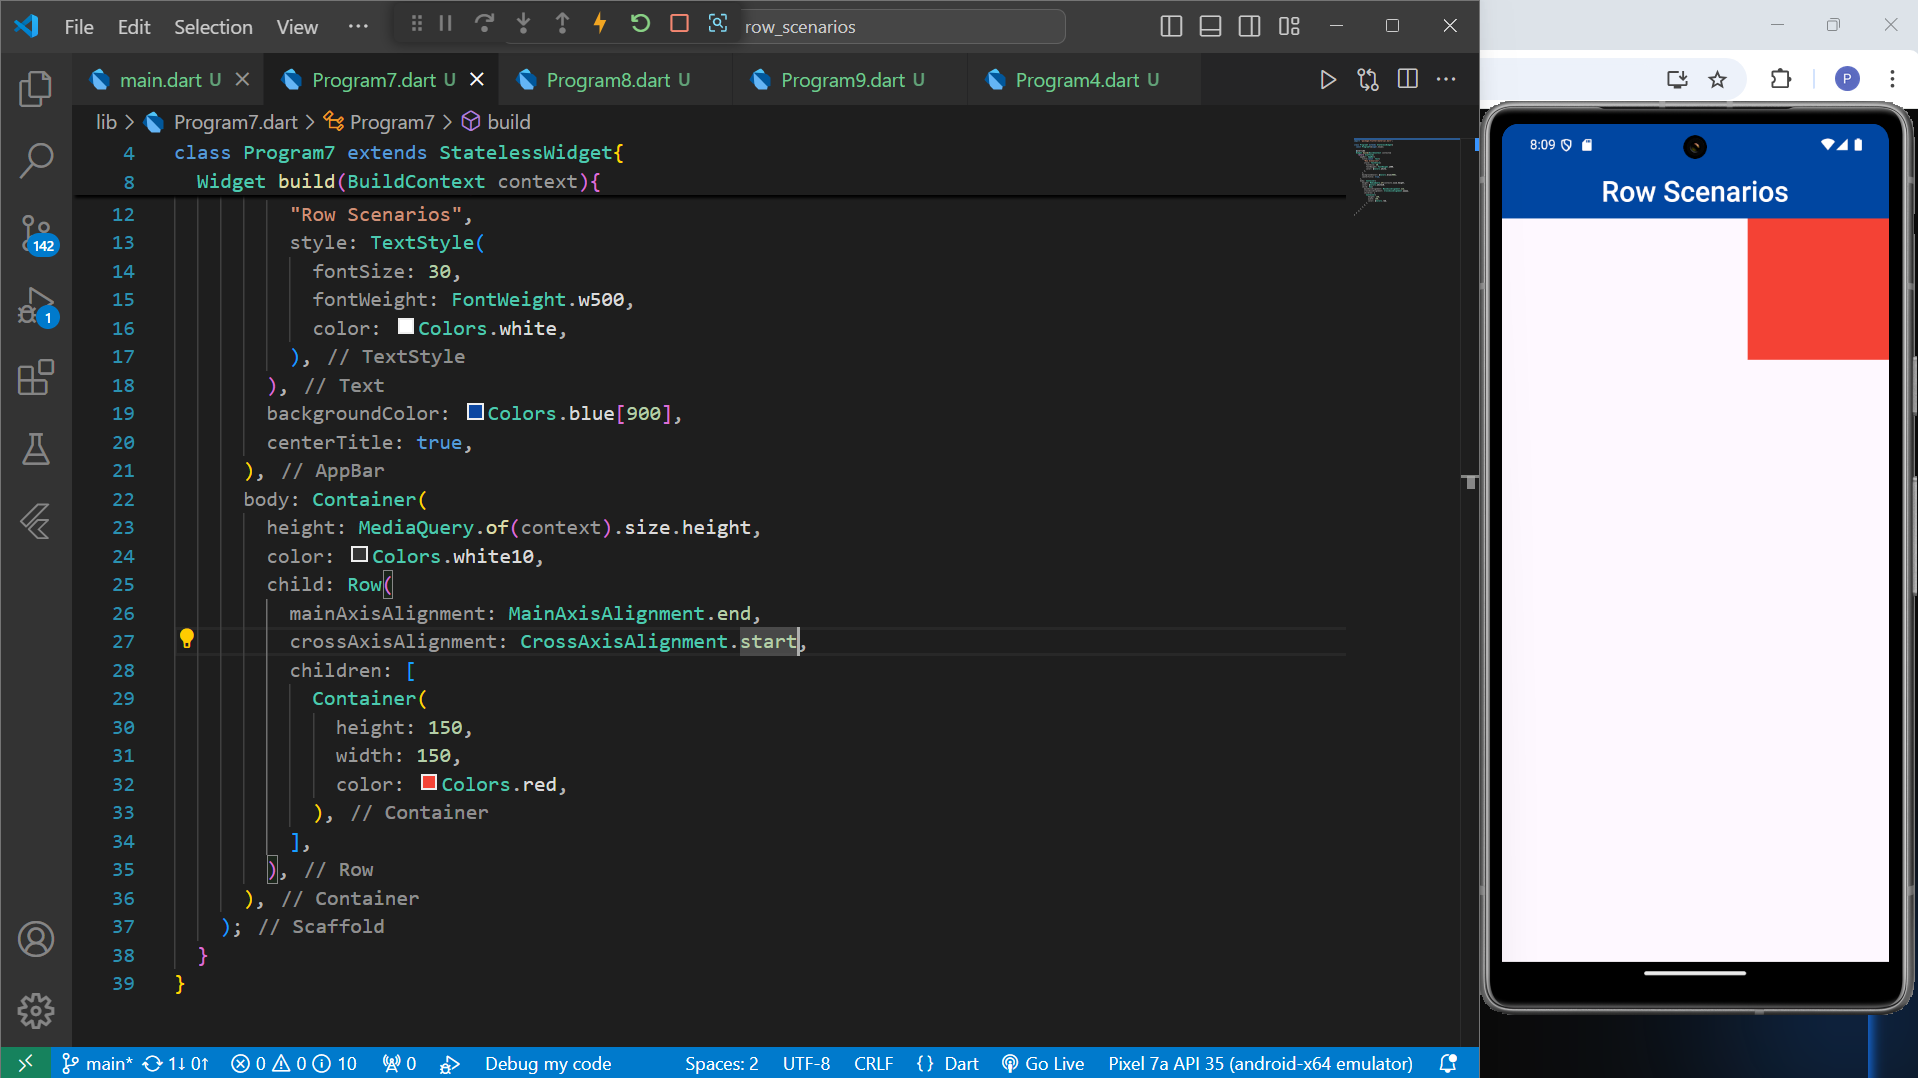 File Edit Selection View ··· row_scenarios
main.dart U Program7.dart U Program8.dart U Program9.dart U Program4.dart U
lib > Program7.dart > Program7 > build
4 class Program7 extends StatelessWidget{
8 Widget build(BuildContext context){
12 "Row Scenarios",
13 style: TextStyle(
14 fontSize: 30,
15 fontWeight: FontWeight.w500,
16 color: Colors.white,
17 ), // TextStyle
18 ), // Text
19 backgroundColor: Colors.blue[900],
20 centerTitle: true,
21 ), // AppBar
22 body: Container(
23 height: MediaQuery.of(context).size.height,
24 color: Colors.white10,
25 child: Row(
26 mainAxisAlignment: MainAxisAlignment.end,
27 crossAxisAlignment: CrossAxisAlignment.start,
28 children: [
29 Container(
30 height: 150,
31 width: 150,
32 color: Colors.red,
33 ), // Container
34 ],
35 ), // Row
36 ), // Container
37 ); // Scaffold
38 }
39 }
142
1
main* 1↓ 0↑ 0 0 10 0 Debug my code Spaces: 2 UTF-8 CRLF {} Dart Go Live Pixel 7a API 35 (android-x64 emulator)
P
8:09
Row Scenarios